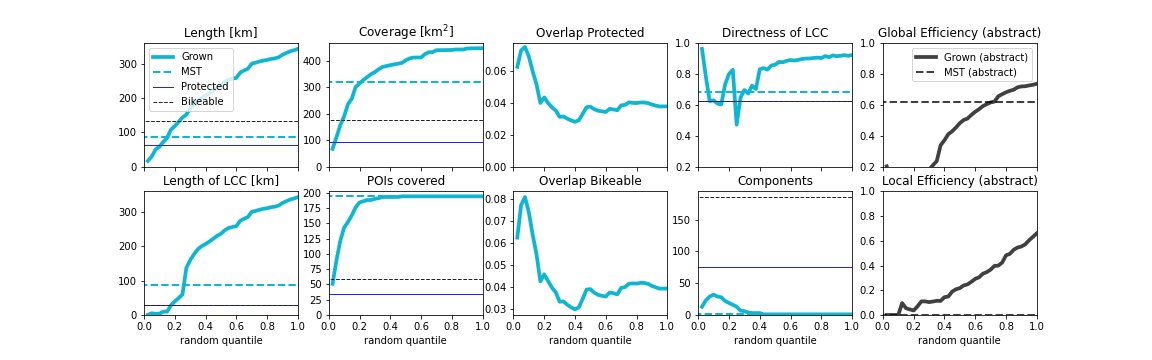 Length [km]
Coverage [km²]
Overlap Protected
Directness of LCC
Global Efficiency (abstract)
300
200
100
0
Grown
MST
Protected
Bikeable
400
300
200
100
0
0.06
0.04
0.02
0.00
1.0
0.8
0.6
0.4
0.2
1.0
0.8
0.6
0.4
0.2
Grown (abstract)
MST (abstract)
Length of LCC [km]
POIs covered
Overlap Bikeable
Components
Local Efficiency (abstract)
300
200
100
0
200
175
150
125
100
75
50
25
0
0.08
0.07
0.06
0.05
0.04
0.03
150
100
50
0
1.0
0.8
0.6
0.4
0.2
0.0
0.0 0.2 0.4 0.6 0.8 1.0
0.0 0.2 0.4 0.6 0.8 1.0
0.0 0.2 0.4 0.6 0.8 1.0
0.0 0.2 0.4 0.6 0.8 1.0
0.0 0.2 0.4 0.6 0.8 1.0
random quantile
random quantile
random quantile
random quantile
random quantile